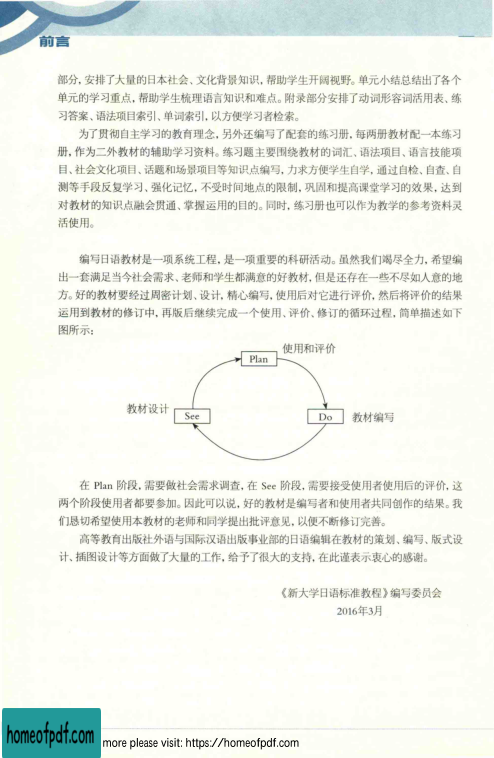 前言
部分，安排了大量的日本社会、文化背景知识，帮助学生开阔视野。单元小结总结出了各个
单元的学习重点，帮助学生梳理语言知识和难点。附录部分安排了动词形容词活用表、练
习答案、语法项目索引、单词索引，以方便学习者检索。
为了贯彻自主学习的教育理念，另外还编写了配套的练习册，每两册教材配一本练习
册，作为二外教材的辅助学习资料。练习题主要围绕教材的词汇、语法项目、语言技能项
目、社会文化项目、话题和场景项目等知识点编写，力求方便学生自学，通过自检、自查、自
测等手段反复学习、强化记忆，不受时间地点的限制，巩固和提高课堂学习的效果，达到
对教材的知识点融会贯通、掌握运用的目的。同时，练习册也可以作为教学的参考资料灵
活使用。
编写日语教材是一项系统工程，是一项重要的科研活动。虽然我们竭尽全力，希望编
出一套满足当今社会需求、老师和学生都满意的好教材，但是还存在一些不尽如人意的地
方。好的教材要经过周密计划、设计，精心编写，使用后对它进行评价，然后将评价的结果
运用到教材的修订中，再版后继续完成一个使用、评价、修订的循环过程，简单描述如下
图所示：
使用和评价
Plan
教材设计
See
Do
教材编写
在 Plan 阶段，需要做社会需求调查，在 See 阶段，需要接受使用者使用后的评价，这
两个阶段使用者都要参加。因此可以说，好的教材是编写者和使用者共同创作的结果。我
们恳切希望使用本教材的老师和同学提出批评意见，以便不断修订完善。
高等教育出版社外语与国际汉语出版事业部的日语编辑在教材的策划、编写、版式设
计、插图设计等方面做了大量的工作，给予了很大的支持，在此谨表示衷心的感谢。
《新大学日语标准教程》编写委员会
2016年3月
homeofpdf.com
more please visit: https://homeofpdf.com